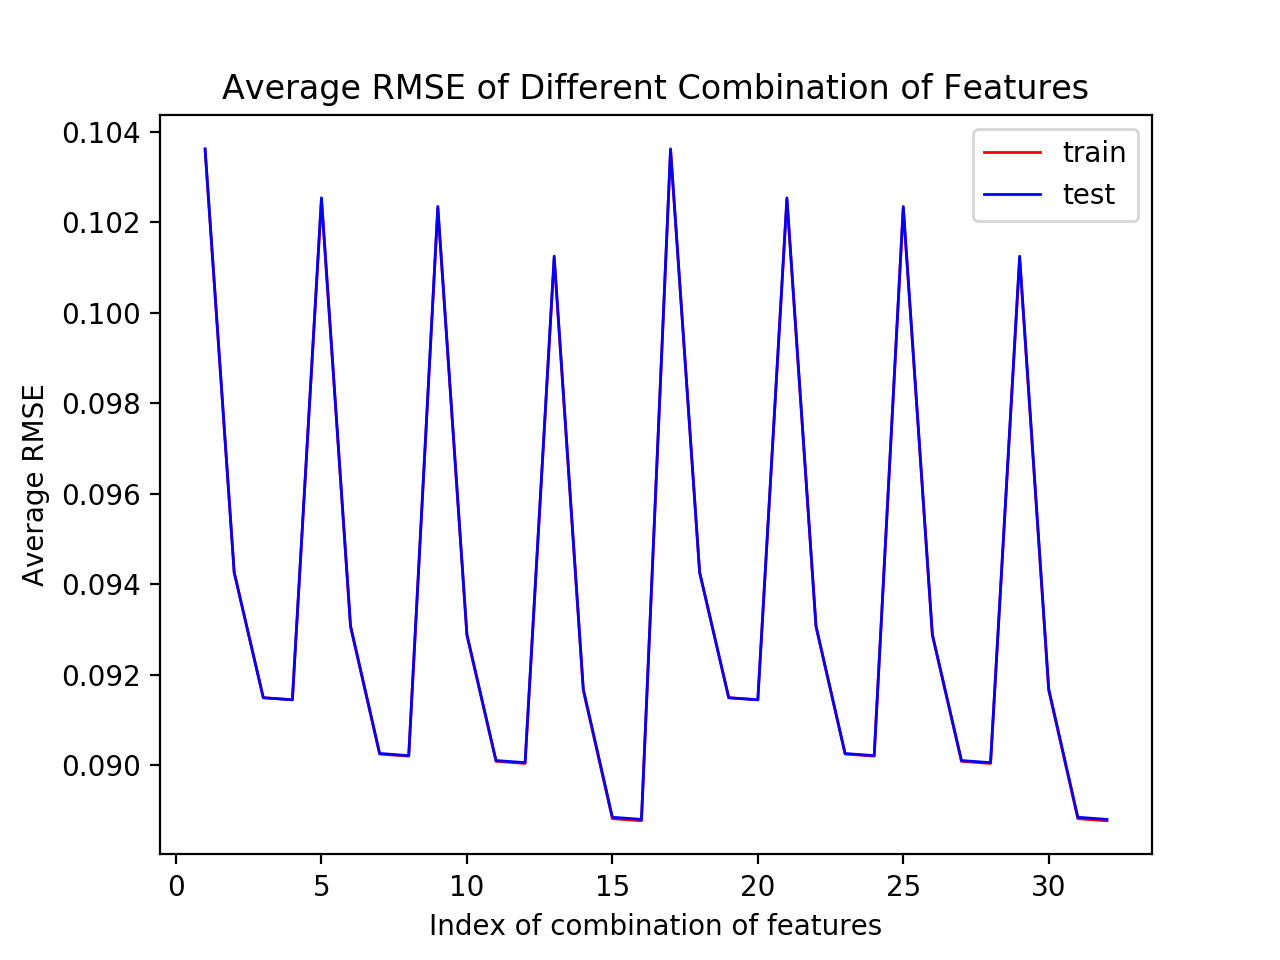 Average RMSE of Different Combination of Features
0.104
0.102
0.100
0.098
0.096
0.094
0.092
0.090
Average RMSE
train
test
0 5 10 15 20 25 30
Index of combination of features